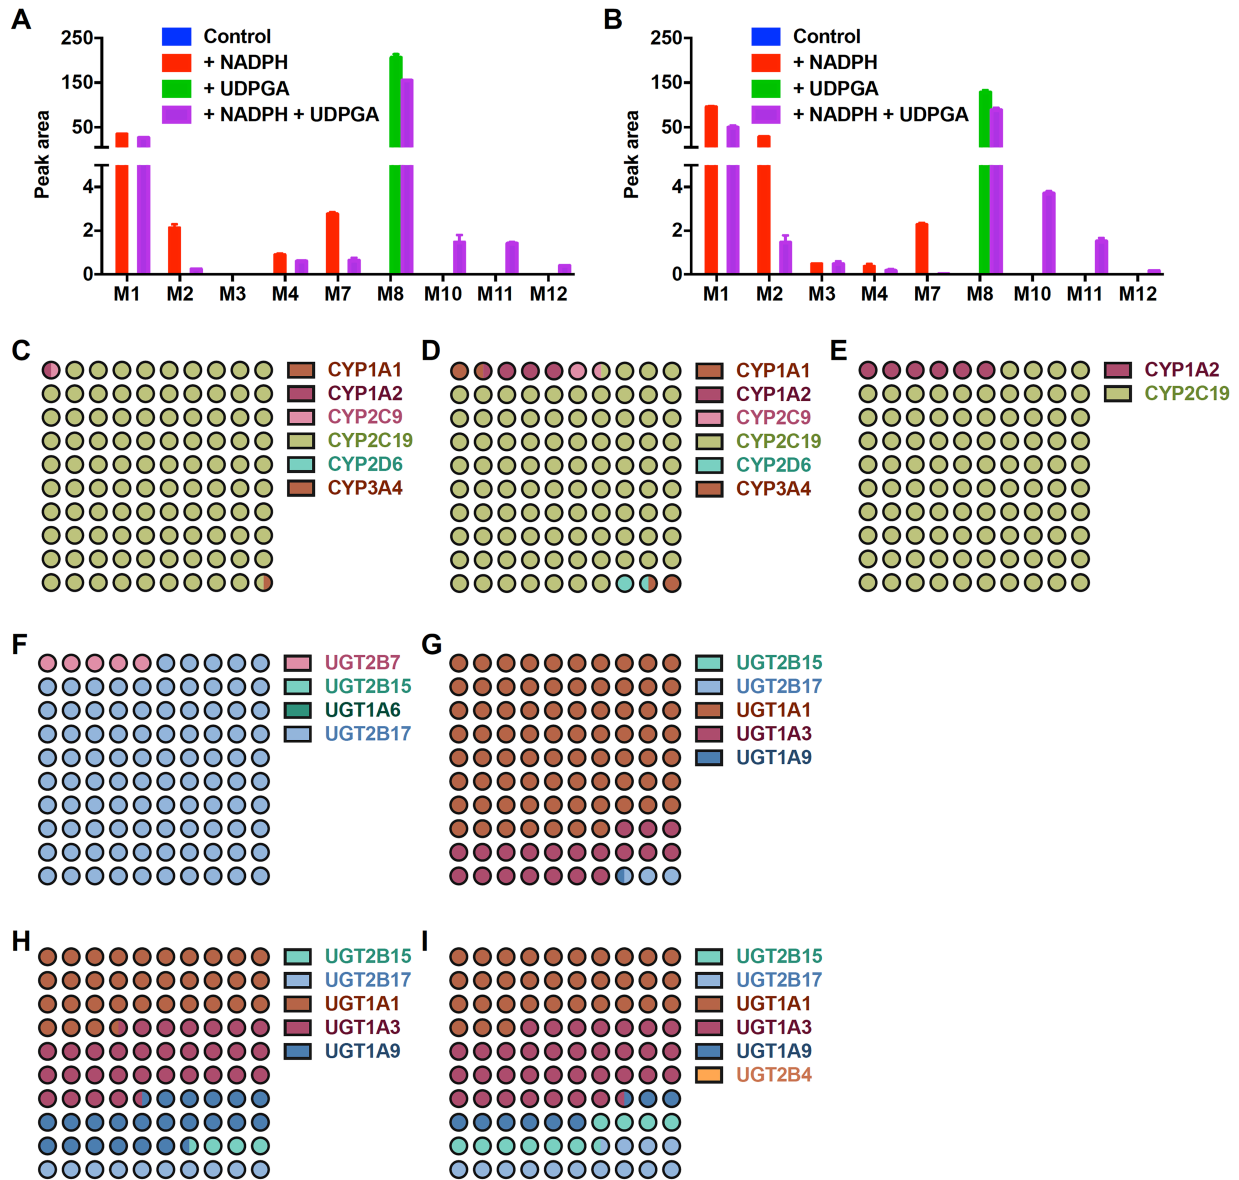 A
Peak area
250
150
50
4
2
0
Control
+ NADPH
+ UDPGA
+ NADPH + UDPGA
M1 M2 M3 M4 M7 M8 M10 M11 M12
B
Peak area
250
150
50
4
2
0
Control
+ NADPH
+ UDPGA
+ NADPH + UDPGA
M1 M2 M3 M4 M7 M8 M10 M11 M12
C
CYP1A1
CYP1A2
CYP2C9
CYP2C19
CYP2D6
CYP3A4
D
CYP1A1
CYP1A2
CYP2C9
CYP2C19
CYP2D6
CYP3A4
E
CYP1A2
CYP2C19
F
UGT2B7
UGT2B15
UGT1A6
UGT2B17
G
UGT2B15
UGT2B17
UGT1A1
UGT1A3
UGT1A9
H
UGT2B15
UGT2B17
UGT1A1
UGT1A3
UGT1A9
I
UGT2B15
UGT2B17
UGT1A1
UGT1A3
UGT1A9
UGT2B4